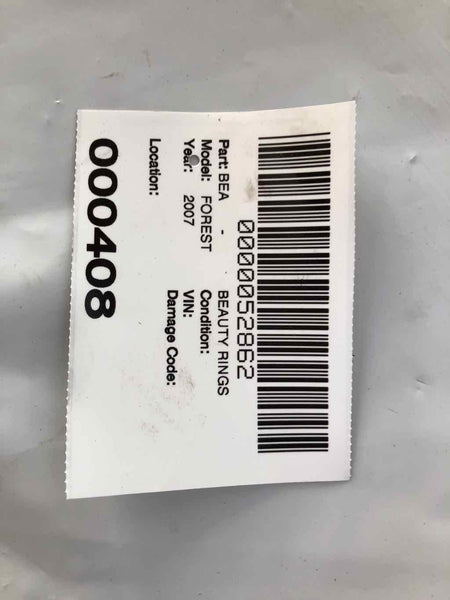 0000052862
Part: BEA - BEAUTY RINGS
Model: FOREST Condition:
Year: 2007 VIN:
Damage Code:
Location:
000408